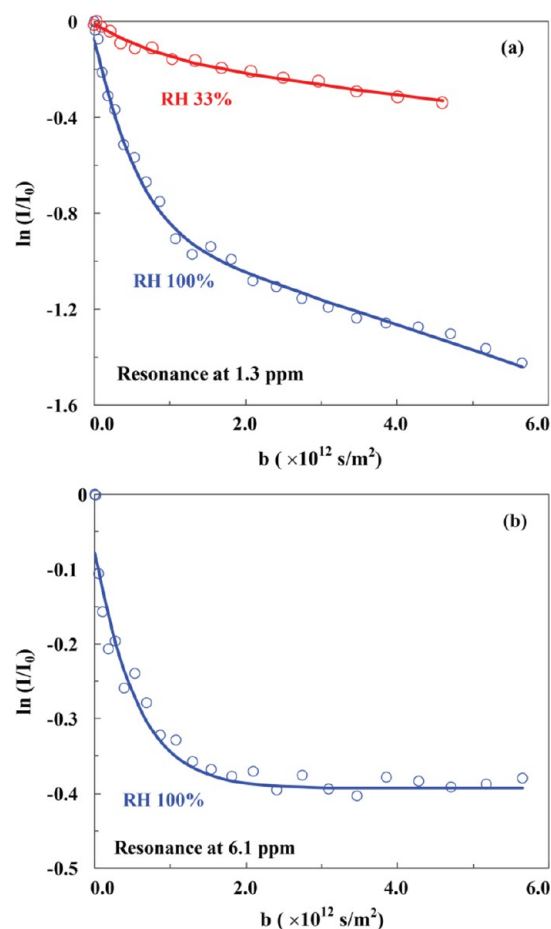 0
(a)
RH 33%
-0.4
ln (I/I₀)
-0.8
RH 100%
-1.2
Resonance at 1.3 ppm
-1.6
0.0 2.0 4.0 6.0
b ( ×10¹² s/m²)
0
(b)
-0.1
-0.2
ln (I/I₀)
-0.3
-0.4
RH 100%
Resonance at 6.1 ppm
-0.5
0.0 2.0 4.0 6.0
b ( ×10¹² s/m²)